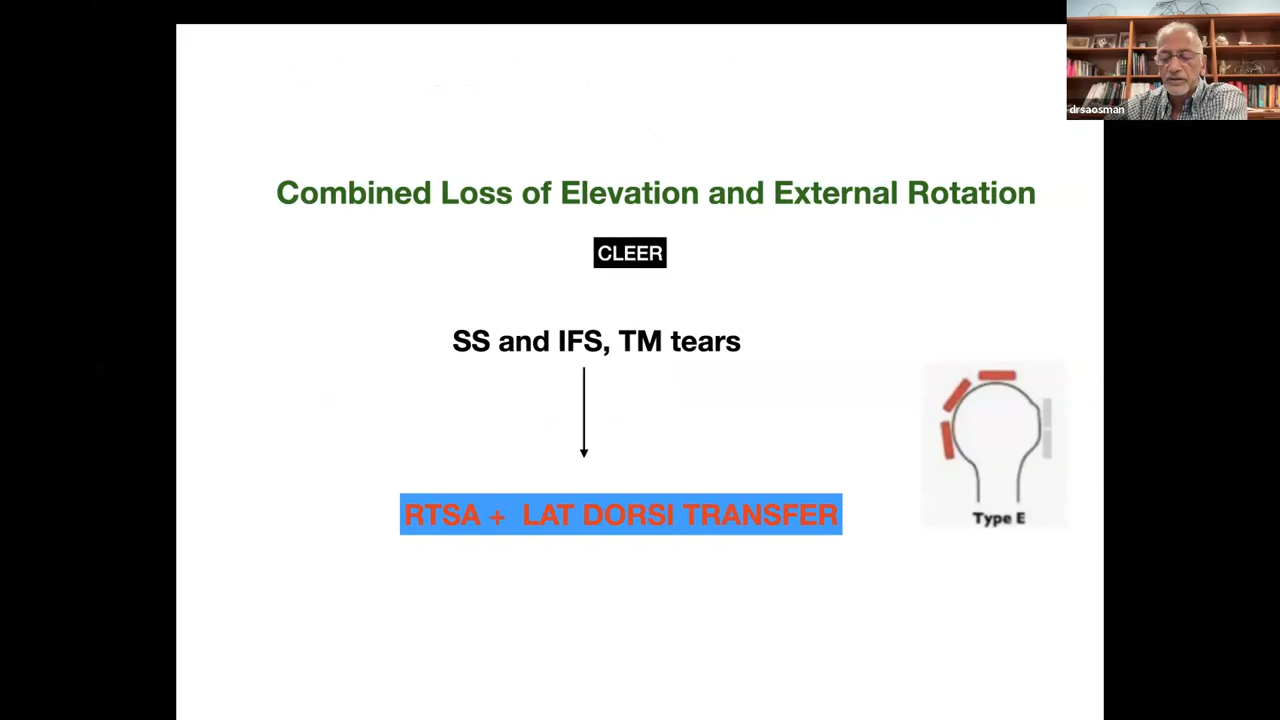 drsaosman
Combined Loss of Elevation and External Rotation
CLEER
SS and IFS, TM tears
RTSA + LAT DORSI TRANSFER
Type E